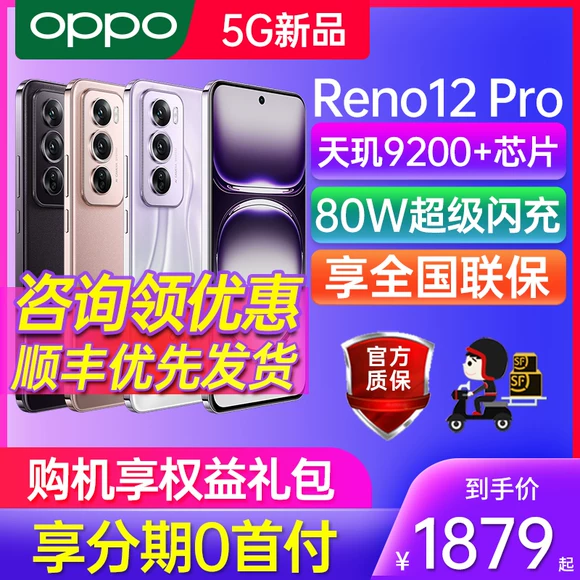 oppo
5G新品
Reno12 Pro
天玑9200+芯片
80W超级闪充
享全国联保
咨询领优惠
顺丰优先发货
官方
质保
SF
SF
购机享权益礼包
享分期0首付
到手价
¥1879起